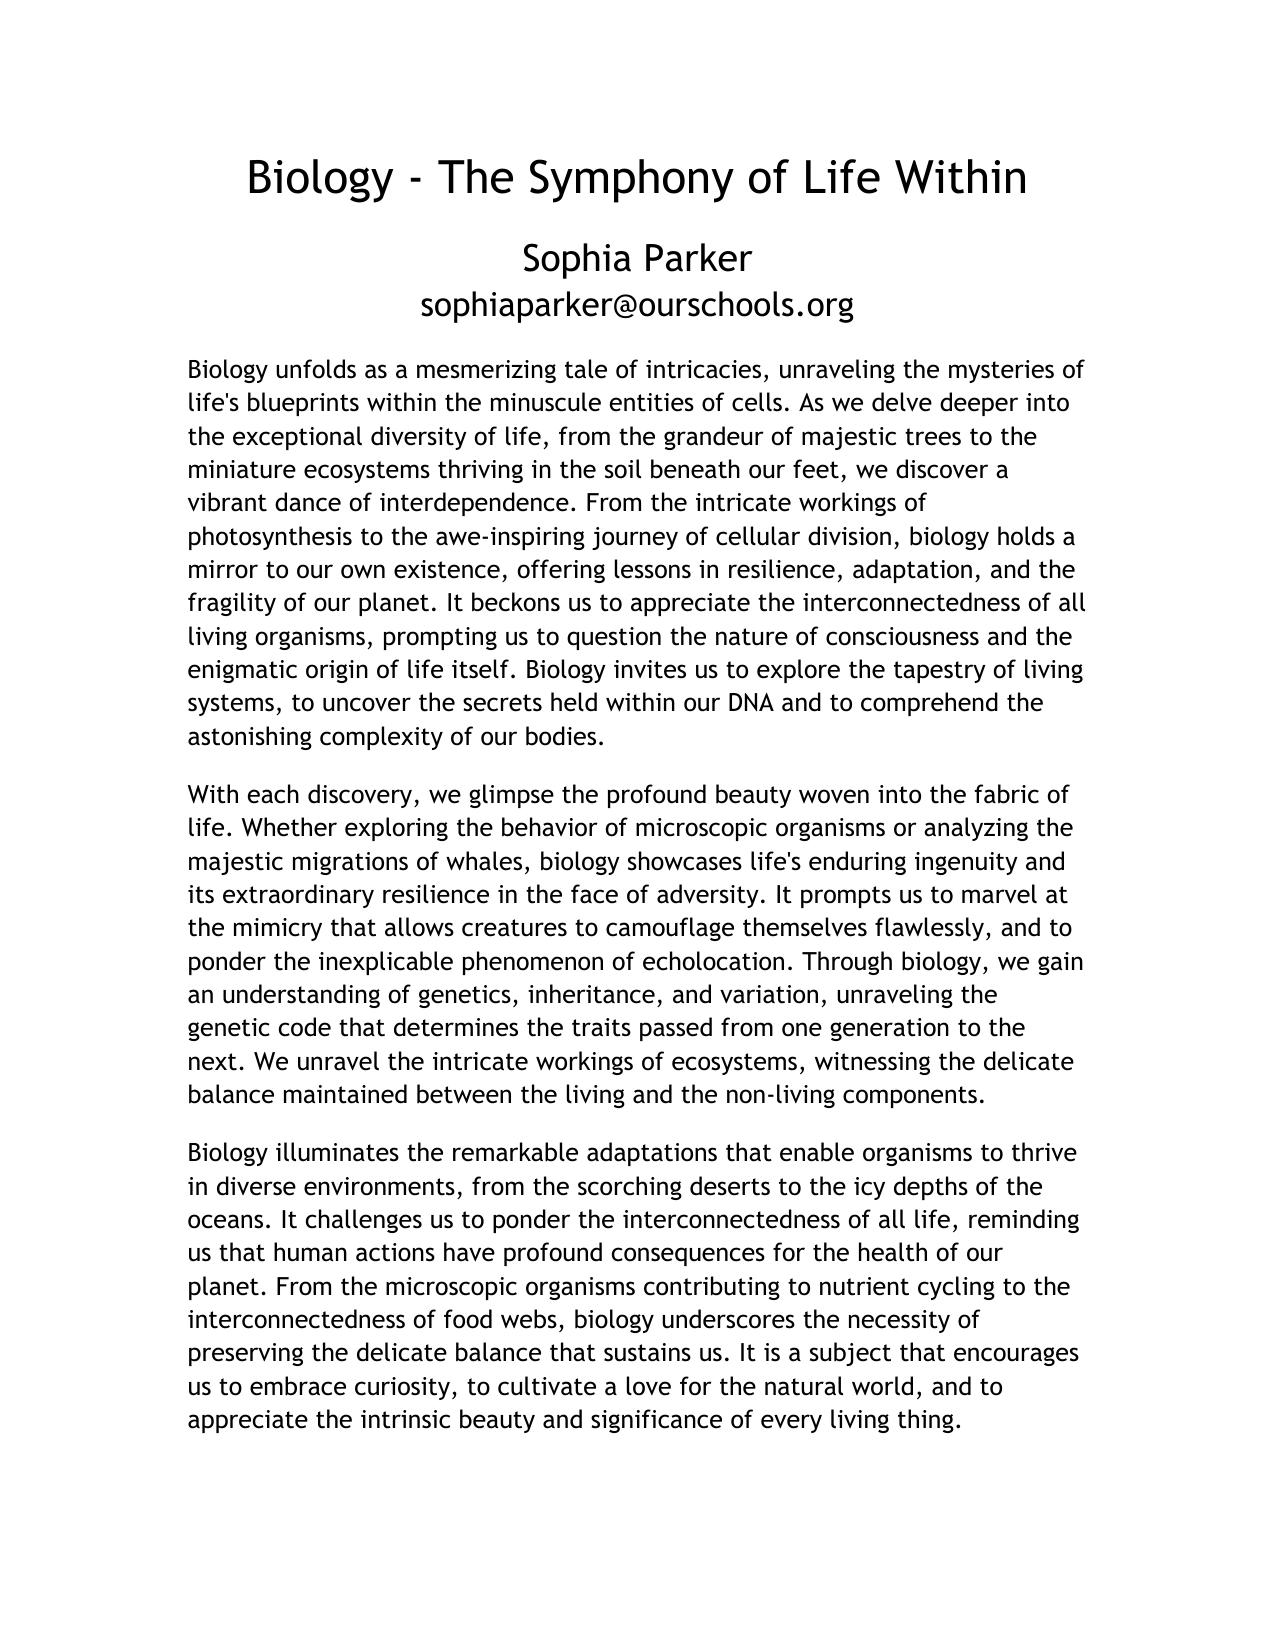 Biology - The Symphony of Life Within
Sophia Parker
sophiaparker@ourschools.org
Biology unfolds as a mesmerizing tale of intricacies, unraveling the mysteries of
life's blueprints within the minuscule entities of cells. As we delve deeper into
the exceptional diversity of life, from the grandeur of majestic trees to the
miniature ecosystems thriving in the soil beneath our feet, we discover a
vibrant dance of interdependence. From the intricate workings of
photosynthesis to the awe-inspiring journey of cellular division, biology holds a
mirror to our own existence, offering lessons in resilience, adaptation, and the
fragility of our planet. It beckons us to appreciate the interconnectedness of all
living organisms, prompting us to question the nature of consciousness and the
enigmatic origin of life itself. Biology invites us to explore the tapestry of living
systems, to uncover the secrets held within our DNA and to comprehend the
astonishing complexity of our bodies.
With each discovery, we glimpse the profound beauty woven into the fabric of
life. Whether exploring the behavior of microscopic organisms or analyzing the
majestic migrations of whales, biology showcases life's enduring ingenuity and
its extraordinary resilience in the face of adversity. It prompts us to marvel at
the mimicry that allows creatures to camouflage themselves flawlessly, and to
ponder the inexplicable phenomenon of echolocation. Through biology, we gain
an understanding of genetics, inheritance, and variation, unraveling the
genetic code that determines the traits passed from one generation to the
next. We unravel the intricate workings of ecosystems, witnessing the delicate
balance maintained between the living and the non-living components.
Biology illuminates the remarkable adaptations that enable organisms to thrive
in diverse environments, from the scorching deserts to the icy depths of the
oceans. It challenges us to ponder the interconnectedness of all life, reminding
us that human actions have profound consequences for the health of our
planet. From the microscopic organisms contributing to nutrient cycling to the
interconnectedness of food webs, biology underscores the necessity of
preserving the delicate balance that sustains us. It is a subject that encourages
us to embrace curiosity, to cultivate a love for the natural world, and to
appreciate the intrinsic beauty and significance of every living thing.